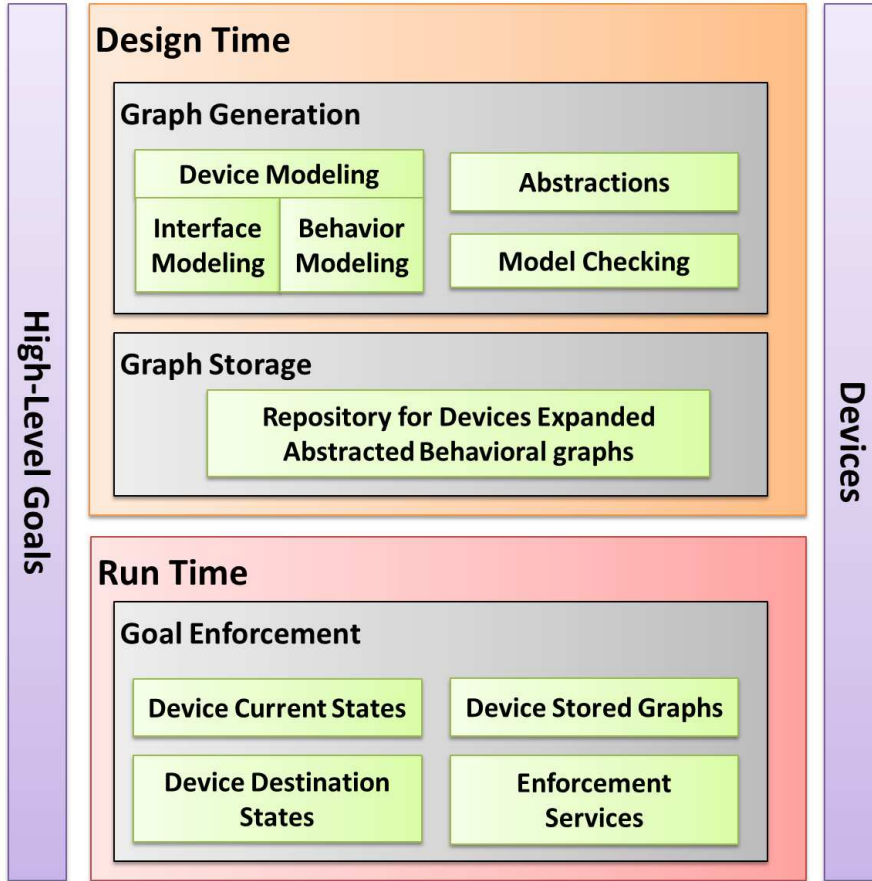 High-Level Goals
Design Time
Graph Generation
Device Modeling
Interface
Modeling
Behavior
Modeling
Abstractions
Model Checking
Graph Storage
Repository for Devices Expanded
Abstracted Behavioral graphs
Run Time
Goal Enforcement
Device Current States
Device Stored Graphs
Device Destination
States
Enforcement
Services
Devices